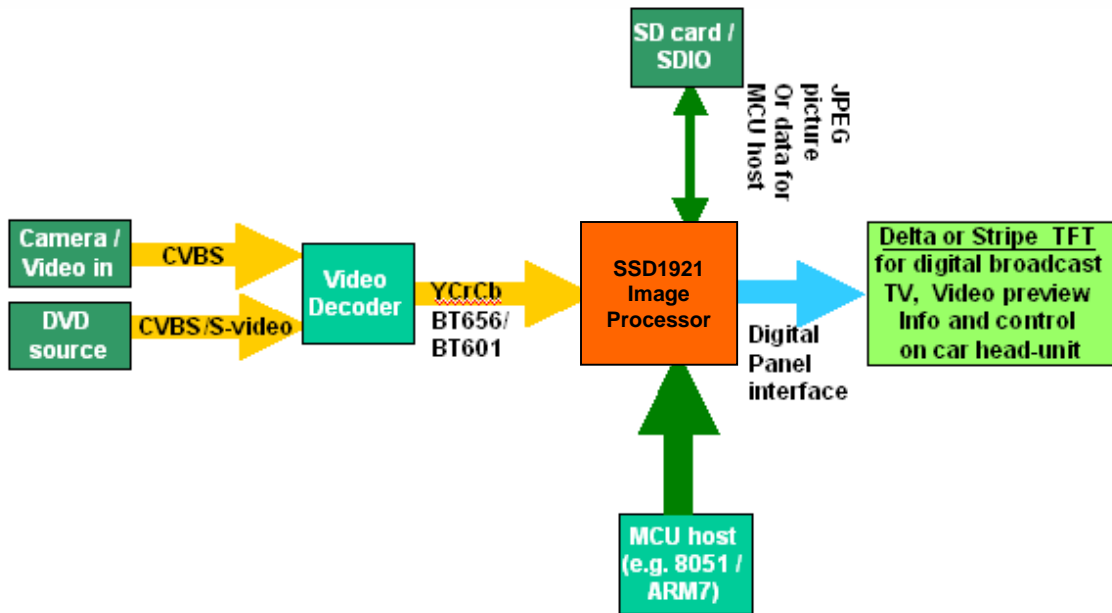 SD card /
SDIO
JPEG
picture
Or data for
MCU host
Camera /
Video in
CVBS
DVD
source
CVBS/S-video
Video
Decoder
YCrCb
BT656/
BT601
SSD1921
Image
Processor
Digital
Panel
interface
Delta or Stripe TFT
for digital broadcast
TV, Video preview
Info and control
on car head-unit
MCU host
(e.g. 8051 /
ARM7)